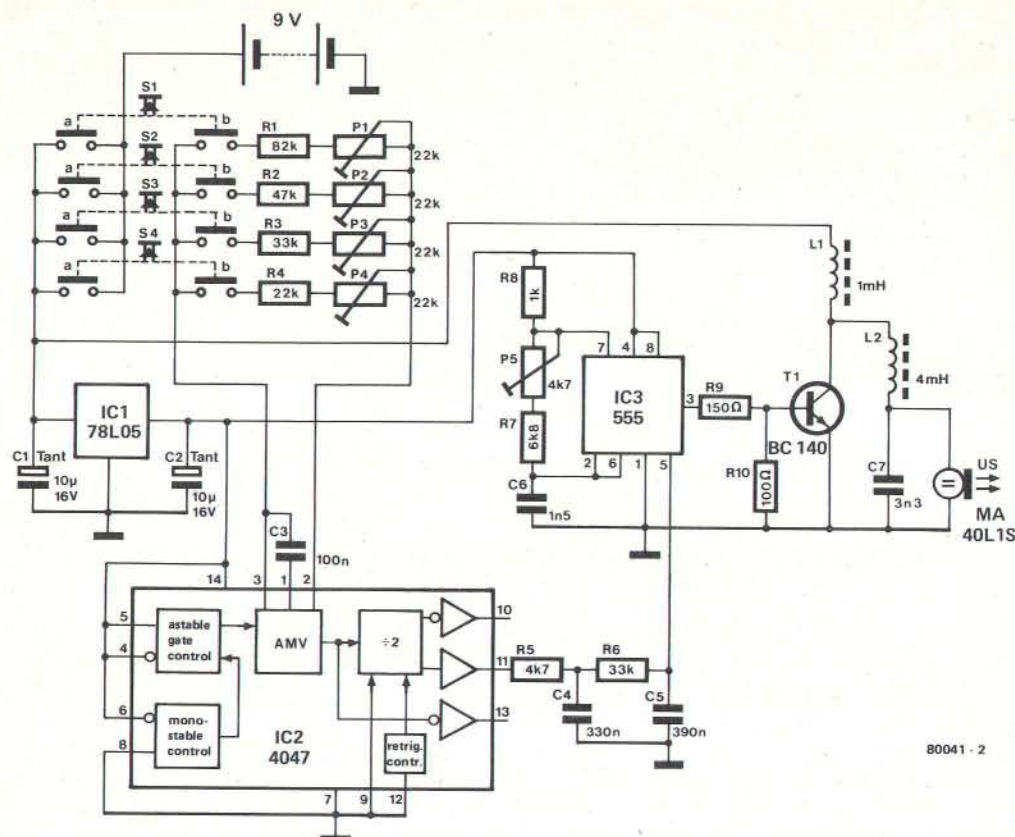 9 V
S1
a
b
R1
82k
P1
22k
S2
a
b
R2
47k
P2
22k
S3
a
b
R3
33k
P3
22k
S4
a
b
R4
22k
P4
22k
IC1
78L05
C1 Tant
10µ
16V
C2 Tant
10µ
16V
C3
100n
R8
1k
P5
4k7
R7
6k8
C6
1n5
7
4
8
IC3
555
3
2
6
1
5
R9
150Ω
R10
100Ω
T1
BC 140
L1
1mH
L2
4mH
C7
3n3
US
MA
40L1S
14
3
1
2
5
4
6
8
astable
gate
control
mono-
stable
control
AMV
÷2
retrig.
contr.
IC2
4047
10
11
13
7
9
12
R5
4k7
R6
33k
C4
330n
C5
390n
80041 - 2